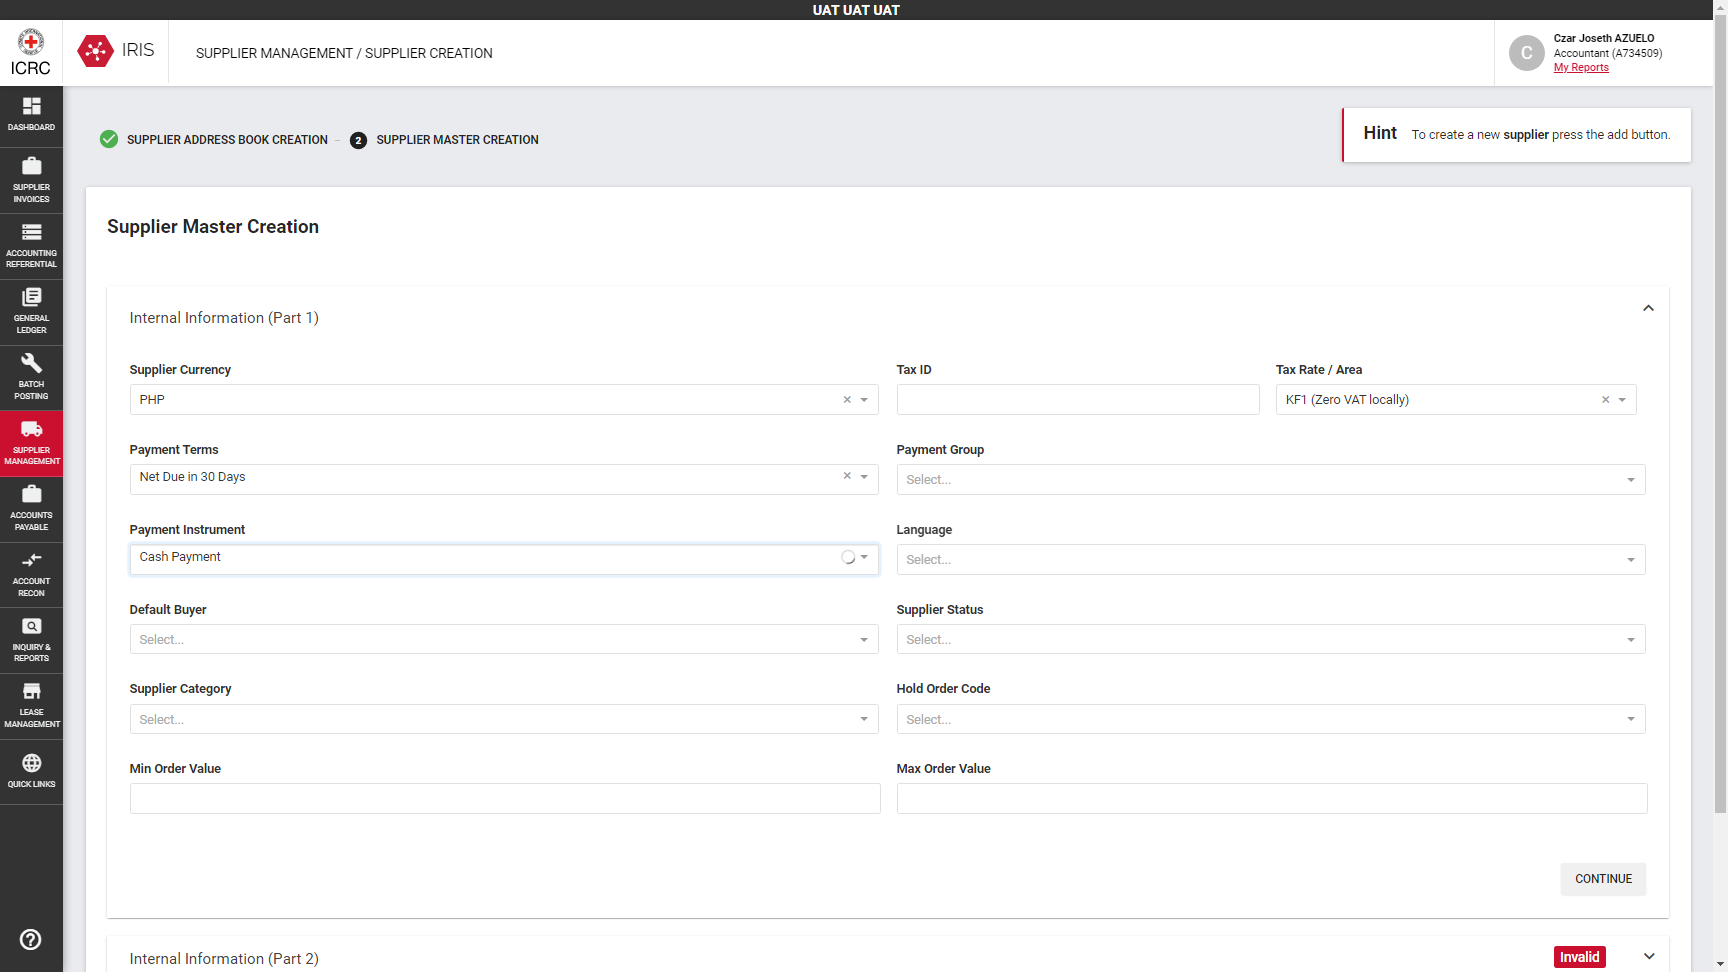 UAT UAT UAT
ICRC
IRIS
SUPPLIER MANAGEMENT / SUPPLIER CREATION
C
Czar Joseth AZUELO
Accountant (A734509)
My Reports
DASHBOARD
SUPPLIER
INVOICES
ACCOUNTING
REFERENTIAL
GENERAL
LEDGER
BATCH
POSTING
SUPPLIER
MANAGEMENT
ACCOUNTS
PAYABLE
ACCOUNT
RECON
INQUIRY &
REPORTS
LEASE
MANAGEMENT
QUICK LINKS
SUPPLIER ADDRESS BOOK CREATION
2 SUPPLIER MASTER CREATION
Hint To create a new supplier press the add button.
Supplier Master Creation
Internal Information (Part 1)
Supplier Currency
PHP
Tax ID
Tax Rate / Area
KF1 (Zero VAT locally)
Payment Terms
Net Due in 30 Days
Payment Group
Select...
Payment Instrument
Cash Payment
Language
Select...
Default Buyer
Select...
Supplier Status
Select...
Supplier Category
Select...
Hold Order Code
Select...
Min Order Value
Max Order Value
CONTINUE
Internal Information (Part 2)
Invalid